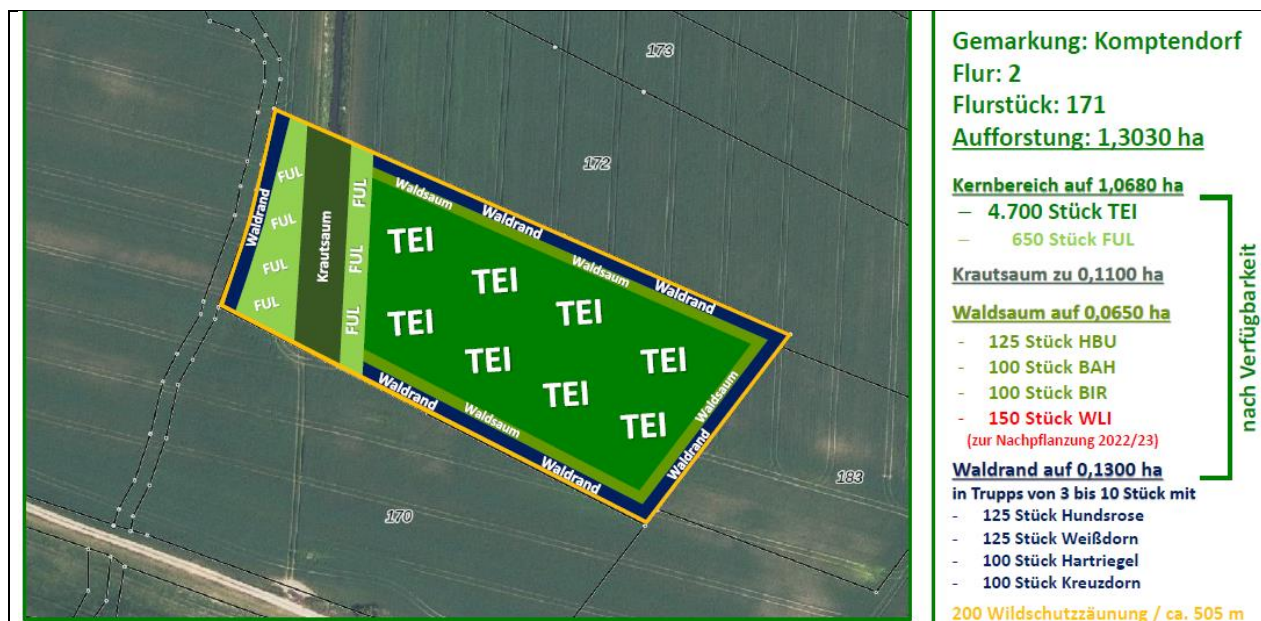 173
172
Waldrand
FUL
FUL
FUL
FUL
Krautsaum
FUL
FUL
FUL
Waldsaum
Waldrand
Waldsaum
Waldrand
TEI
TEI
TEI
TEI
TEI
TEI
TEI
TEI
Waldsaum
Waldrand
Waldrand
Waldsaum
Waldrand
170
183
Gemarkung: Komptendorf
Flur: 2
Flurstück: 171
Aufforstung: 1,3030 ha
Kernbereich auf 1,0680 ha
– 4.700 Stück TEI
– 650 Stück FUL
Krautsaum zu 0,1100 ha
Waldsaum auf 0,0650 ha
- 125 Stück HBU
- 100 Stück BAH
- 100 Stück BIR
- 150 Stück WLI
(zur Nachpflanzung 2022/23)
Waldrand auf 0,1300 ha
in Trupps von 3 bis 10 Stück mit
- 125 Stück Hundsrose
- 125 Stück Weißdorn
- 100 Stück Hartriegel
- 100 Stück Kreuzdorn
200 Wildschutzzäunung / ca. 505 m
nach Verfügbarkeit